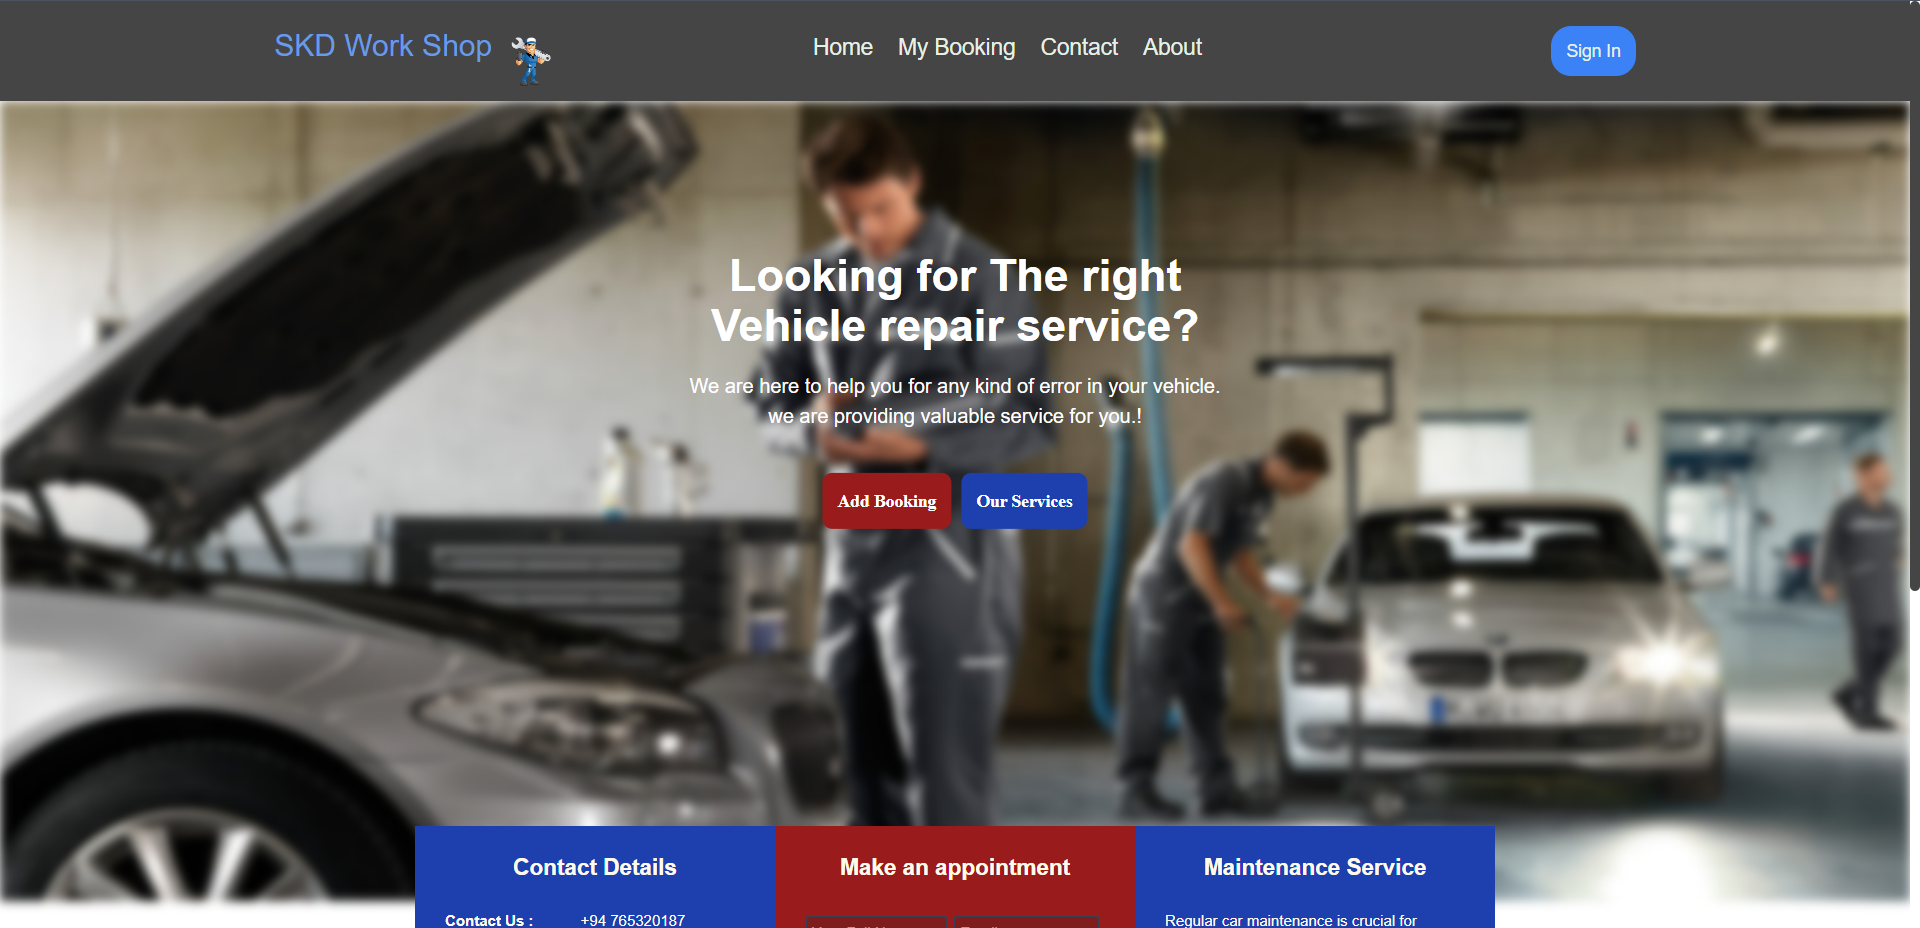 SKD Work Shop
Home
My Booking
Contact
About
Sign In
Looking for The right
Vehicle repair service?
We are here to help you for any kind of error in your vehicle.
we are providing valuable service for you.!
Add Booking
Our Services
Contact Details
Make an appointment
Maintenance Service
Contact Us : +94 765320187
Regular car maintenance is crucial for